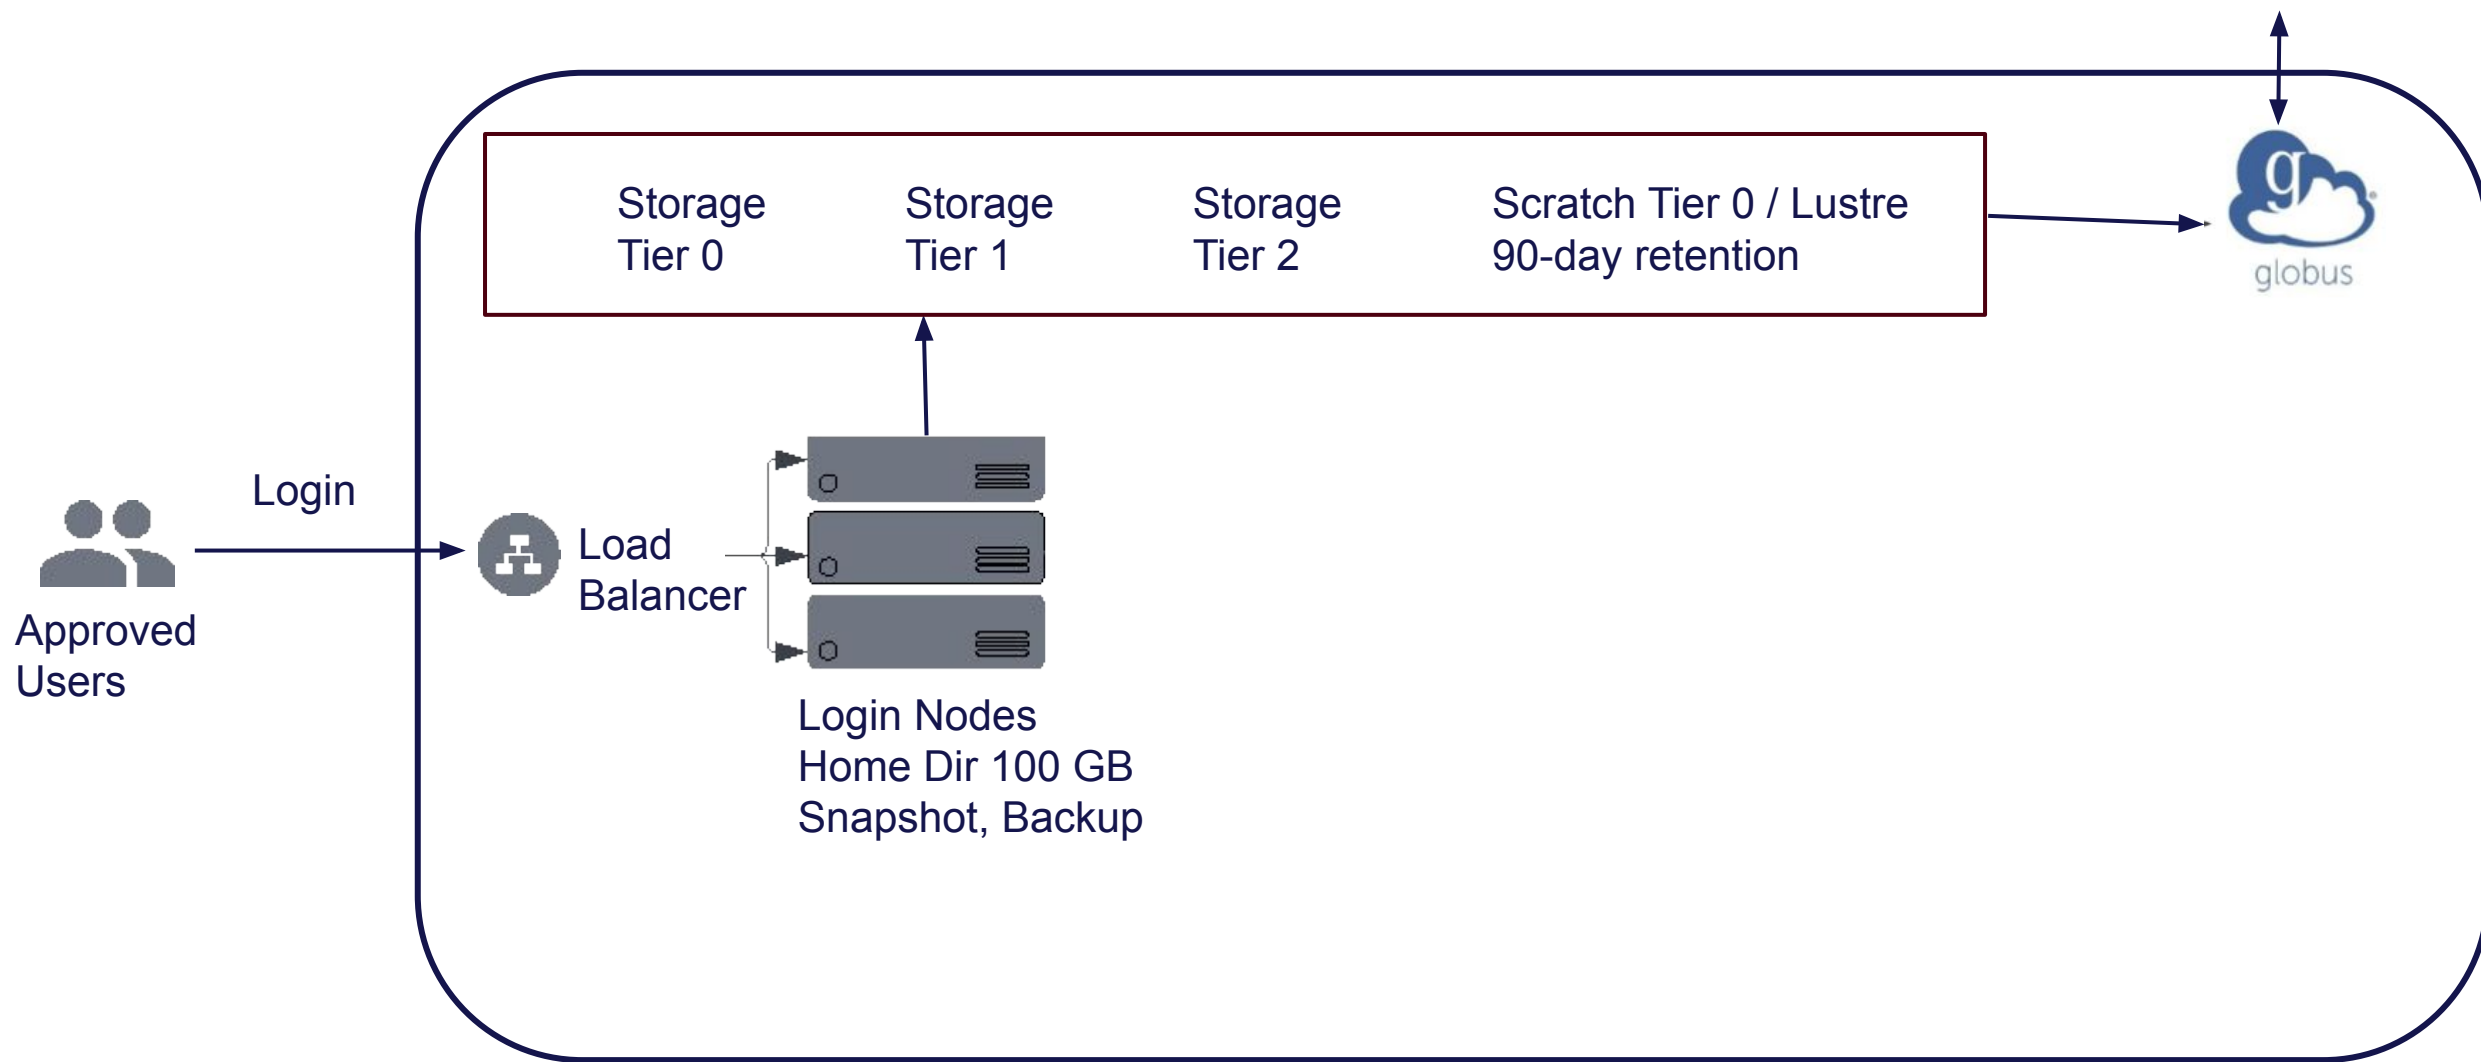 Storage
Tier 0
Storage
Tier 1
Storage
Tier 2
Scratch Tier 0 / Lustre
90-day retention
g
globus
Login
Approved
Users
Load
Balancer
Login Nodes
Home Dir 100 GB
Snapshot, Backup